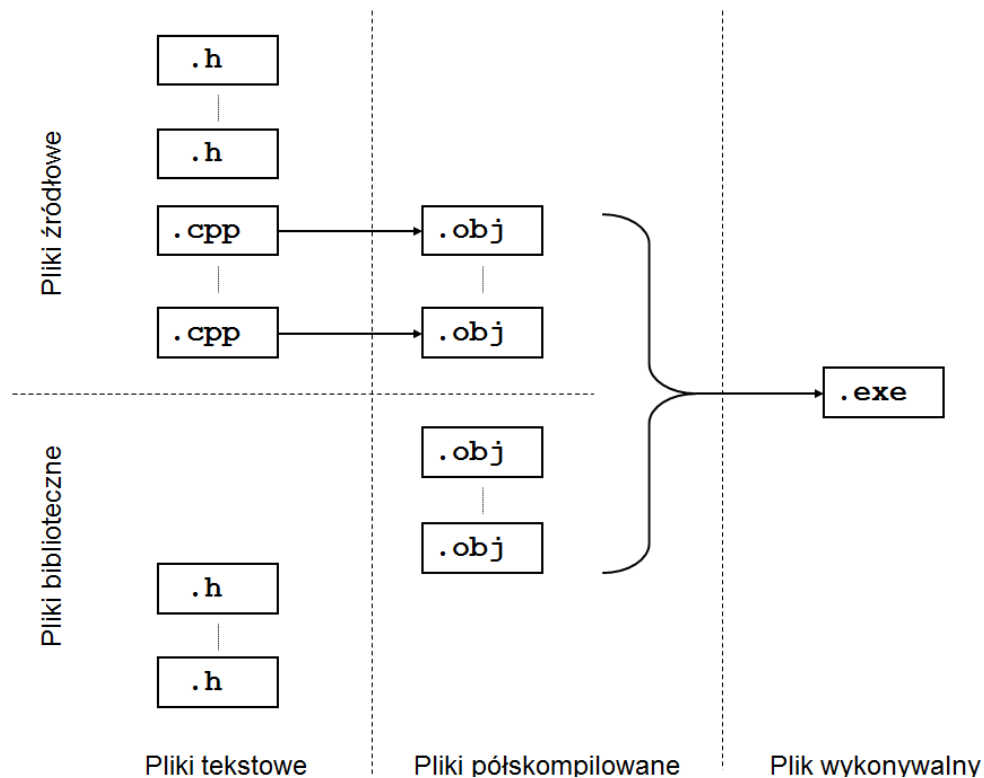 .h
.h
Pliki źródłowe
.cpp
.obj
.cpp
.obj
.exe
Pliki biblioteczne
.obj
.obj
.h
.h
Pliki tekstowe
Pliki półskompilowane
Plik wykonywalny